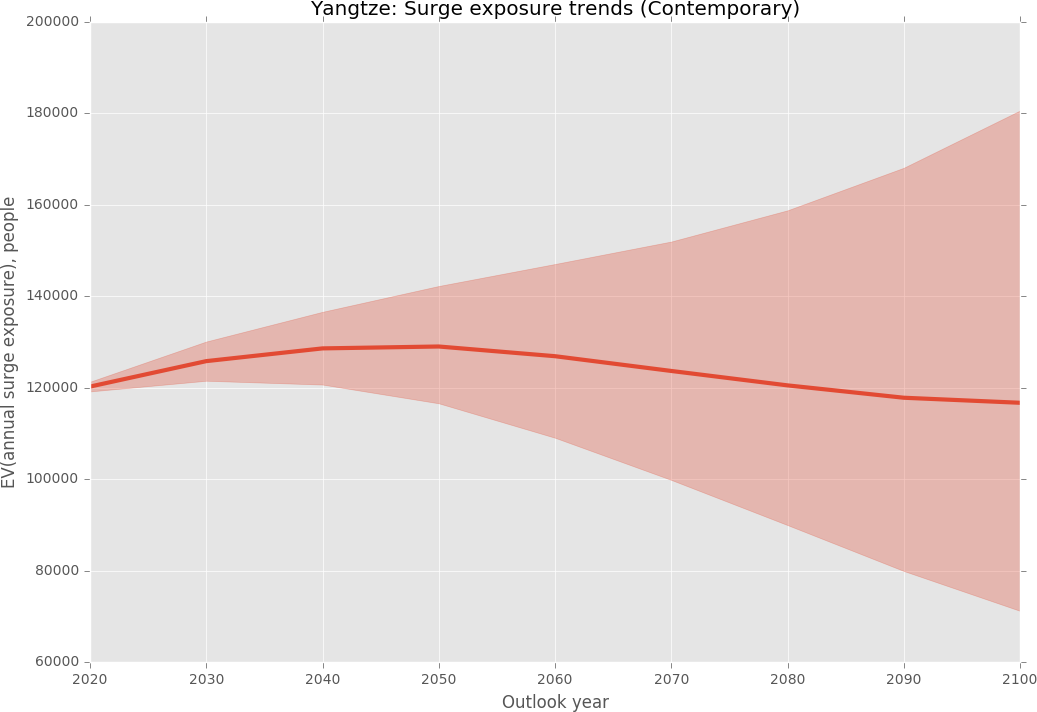 Yangtze: Surge exposure trends (Contemporary)
200000
180000
160000
140000
120000
100000
80000
60000
EV(annual surge exposure), people
2020 2030 2040 2050 2060 2070 2080 2090 2100
Outlook year